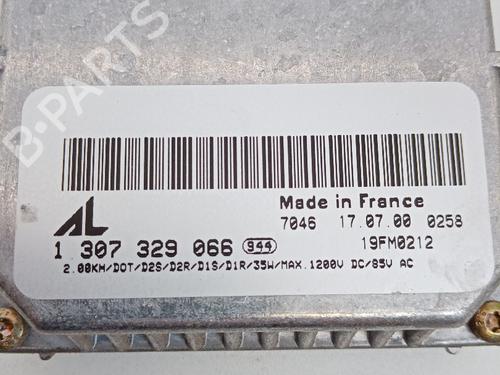 B-PARTS
Made in France
AL
7046 17.07.00 0258
1 307 329 066 944
19FM0212
2.00KM/DOT/D2S/D2R/D1S/D1R/35W/MAX.1200V DC/85V AC